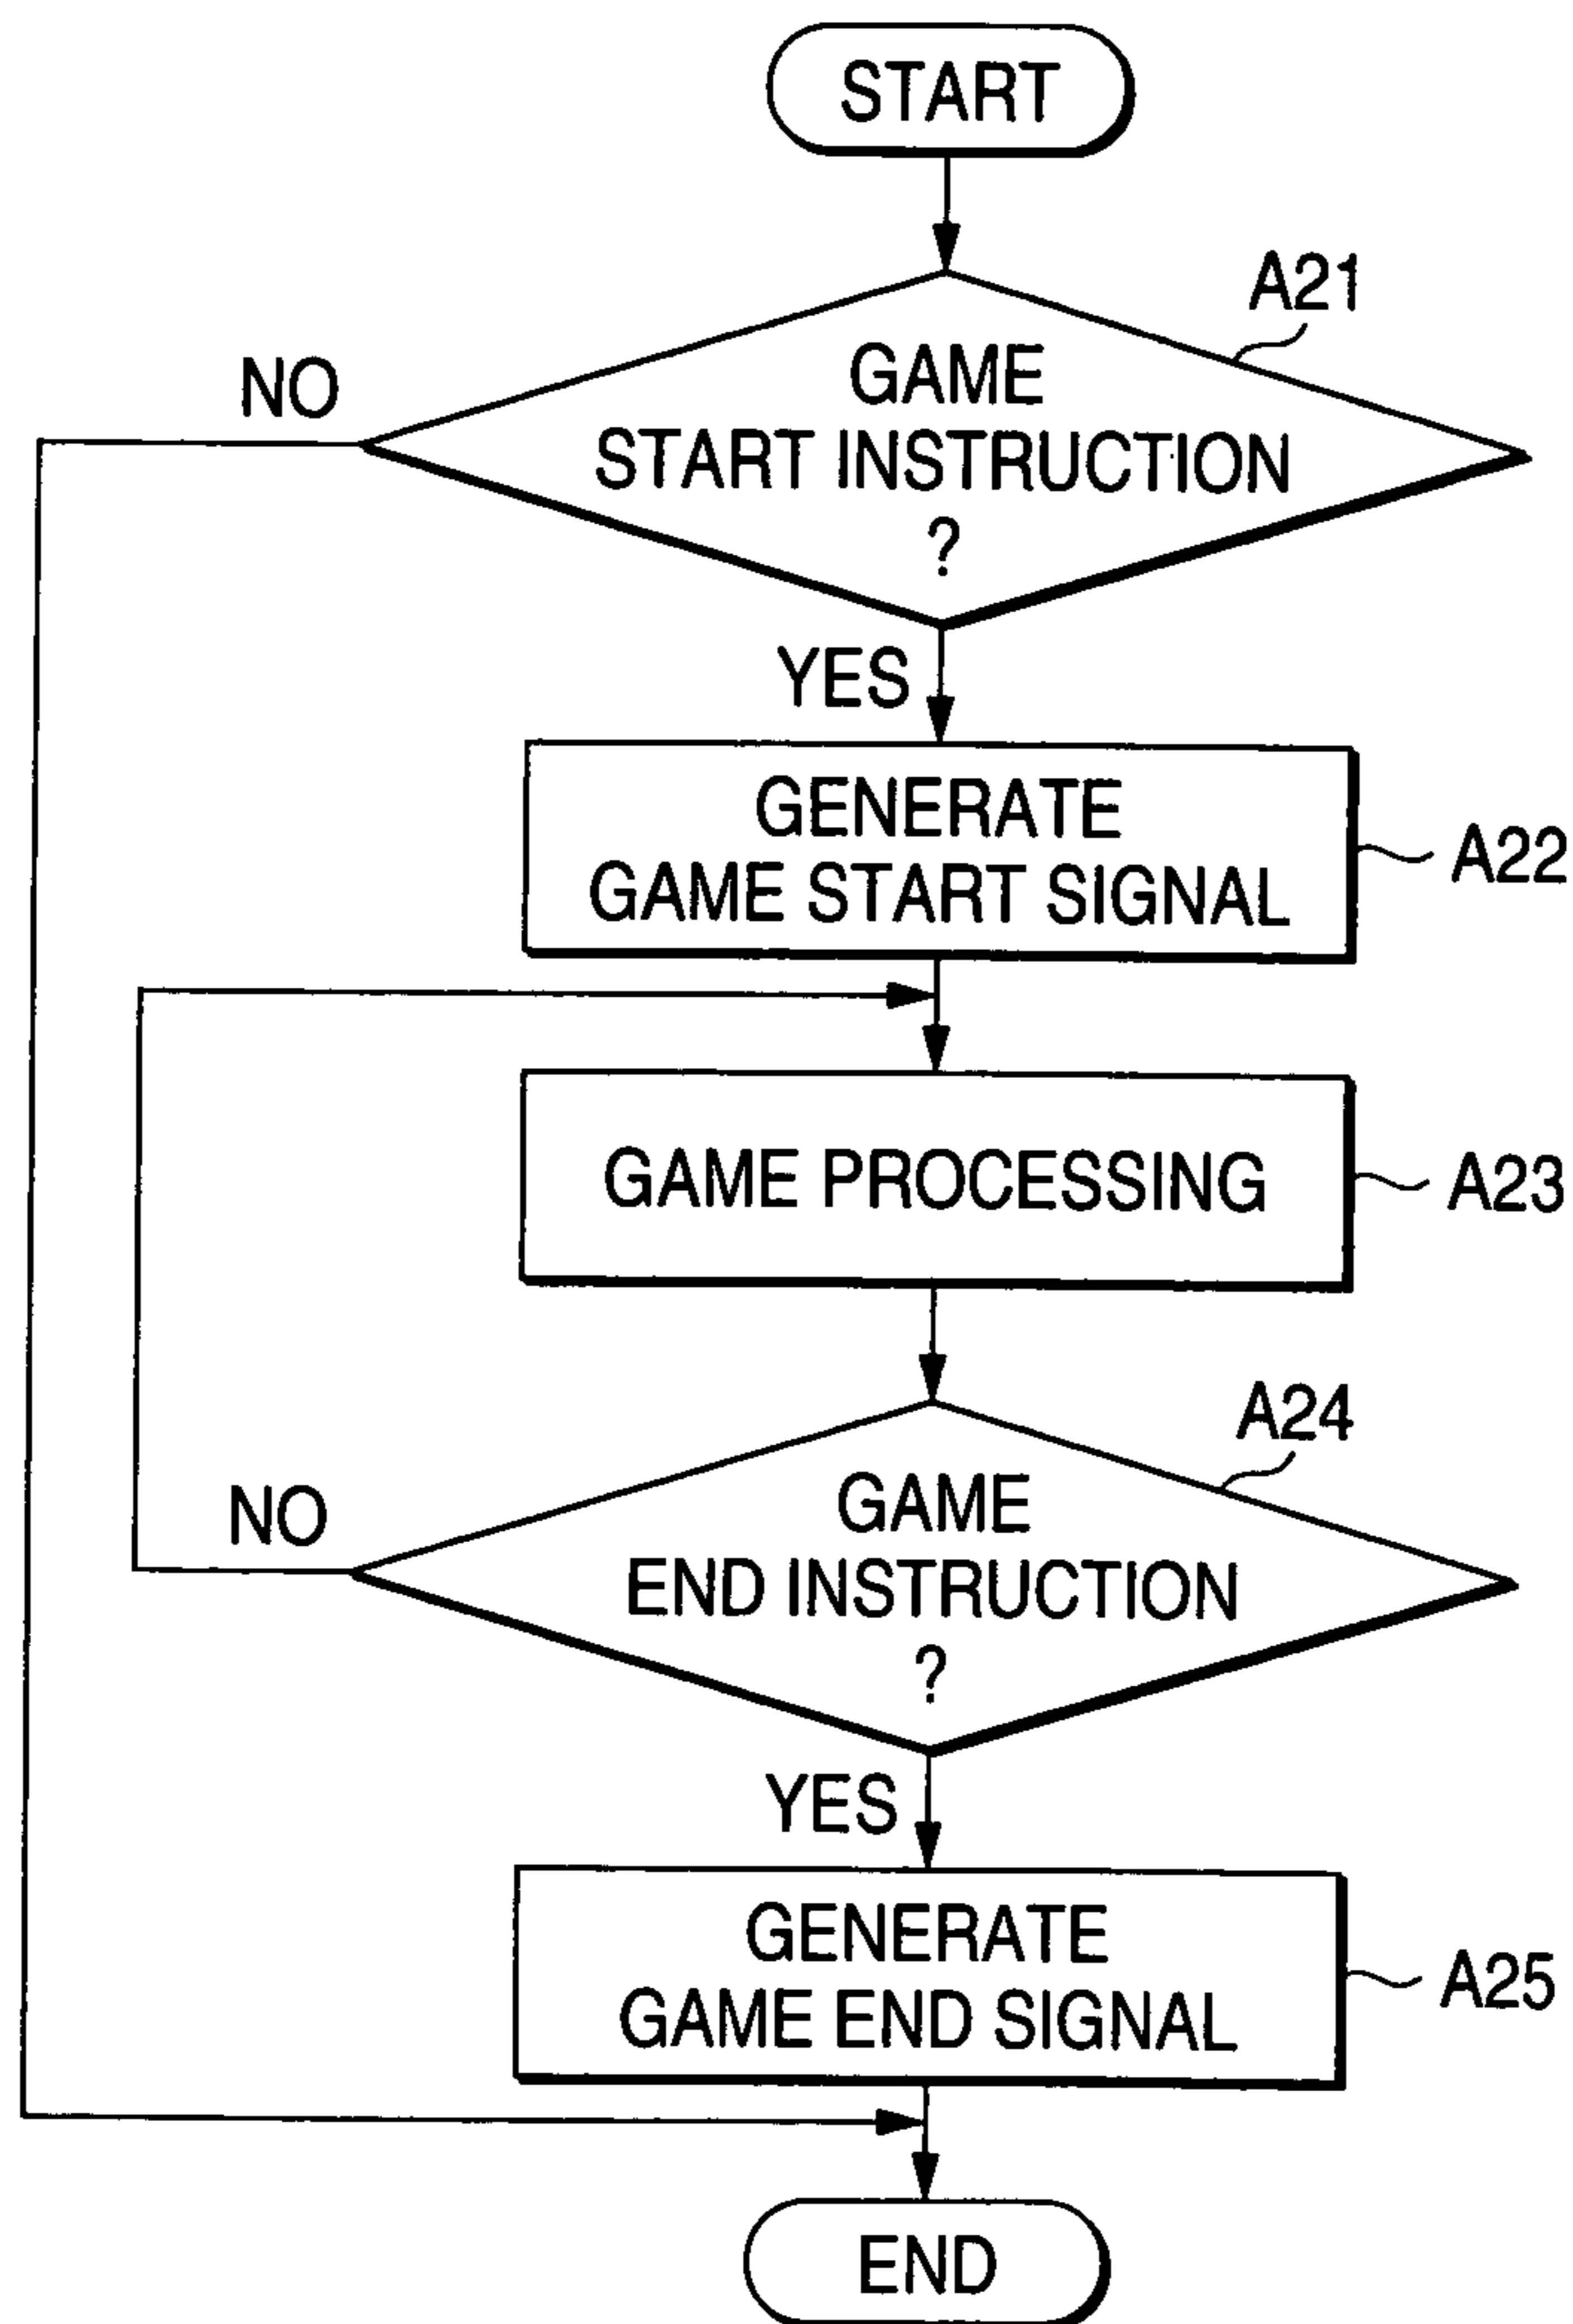 START
A21
NO
GAME
START INSTRUCTION
?
YES
GENERATE
GAME START SIGNAL
A22
GAME PROCESSING
A23
A24
NO
GAME
END INSTRUCTION
?
YES
GENERATE
GAME END SIGNAL
A25
END